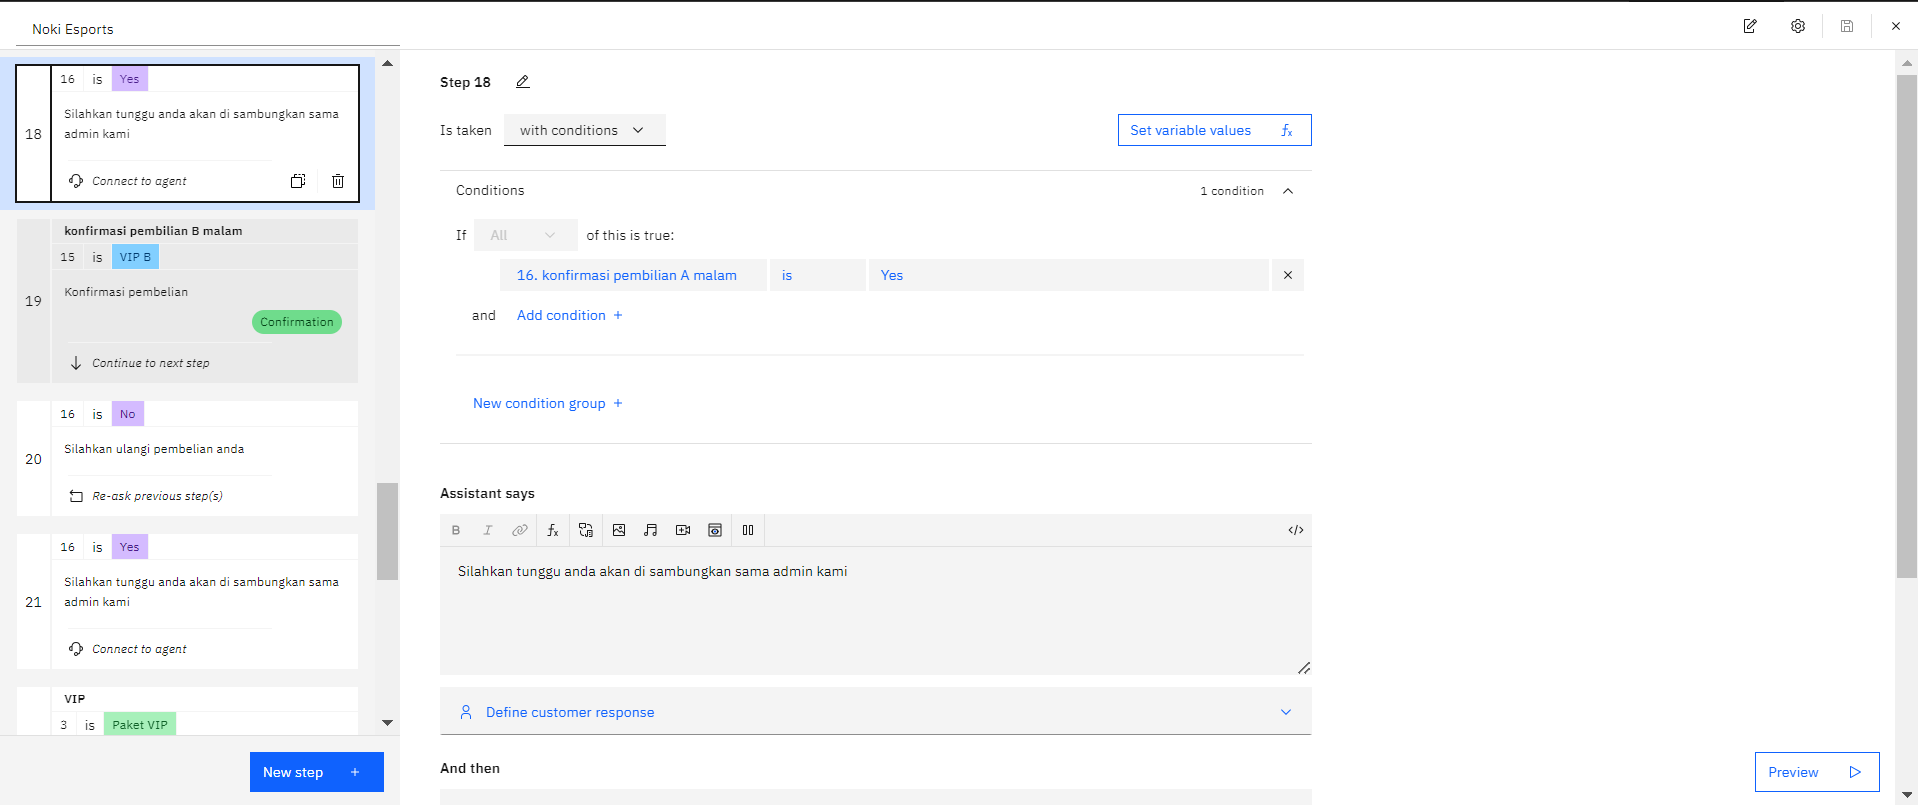 Noki Esports
18
16 is Yes
Silahkan tunggu anda akan di sambungkan sama
admin kami
Connect to agent
19
konfirmasi pembilian B malam
15 is VIP B
Konfirmasi pembelian
Confirmation
Continue to next step
20
16 is No
Silahkan ulangi pembelian anda
Re-ask previous step(s)
21
16 is Yes
Silahkan tunggu anda akan di sambungkan sama
admin kami
Connect to agent
VIP
3 is Paket VIP
New step +
Step 18
Is taken with conditions
Set variable values fx
Conditions 1 condition
If All of this is true:
16. konfirmasi pembilian A malam is Yes
and Add condition +
New condition group +
Assistant says
B I fx </>
Silahkan tunggu anda akan di sambungkan sama admin kami
Define customer response
And then
Preview